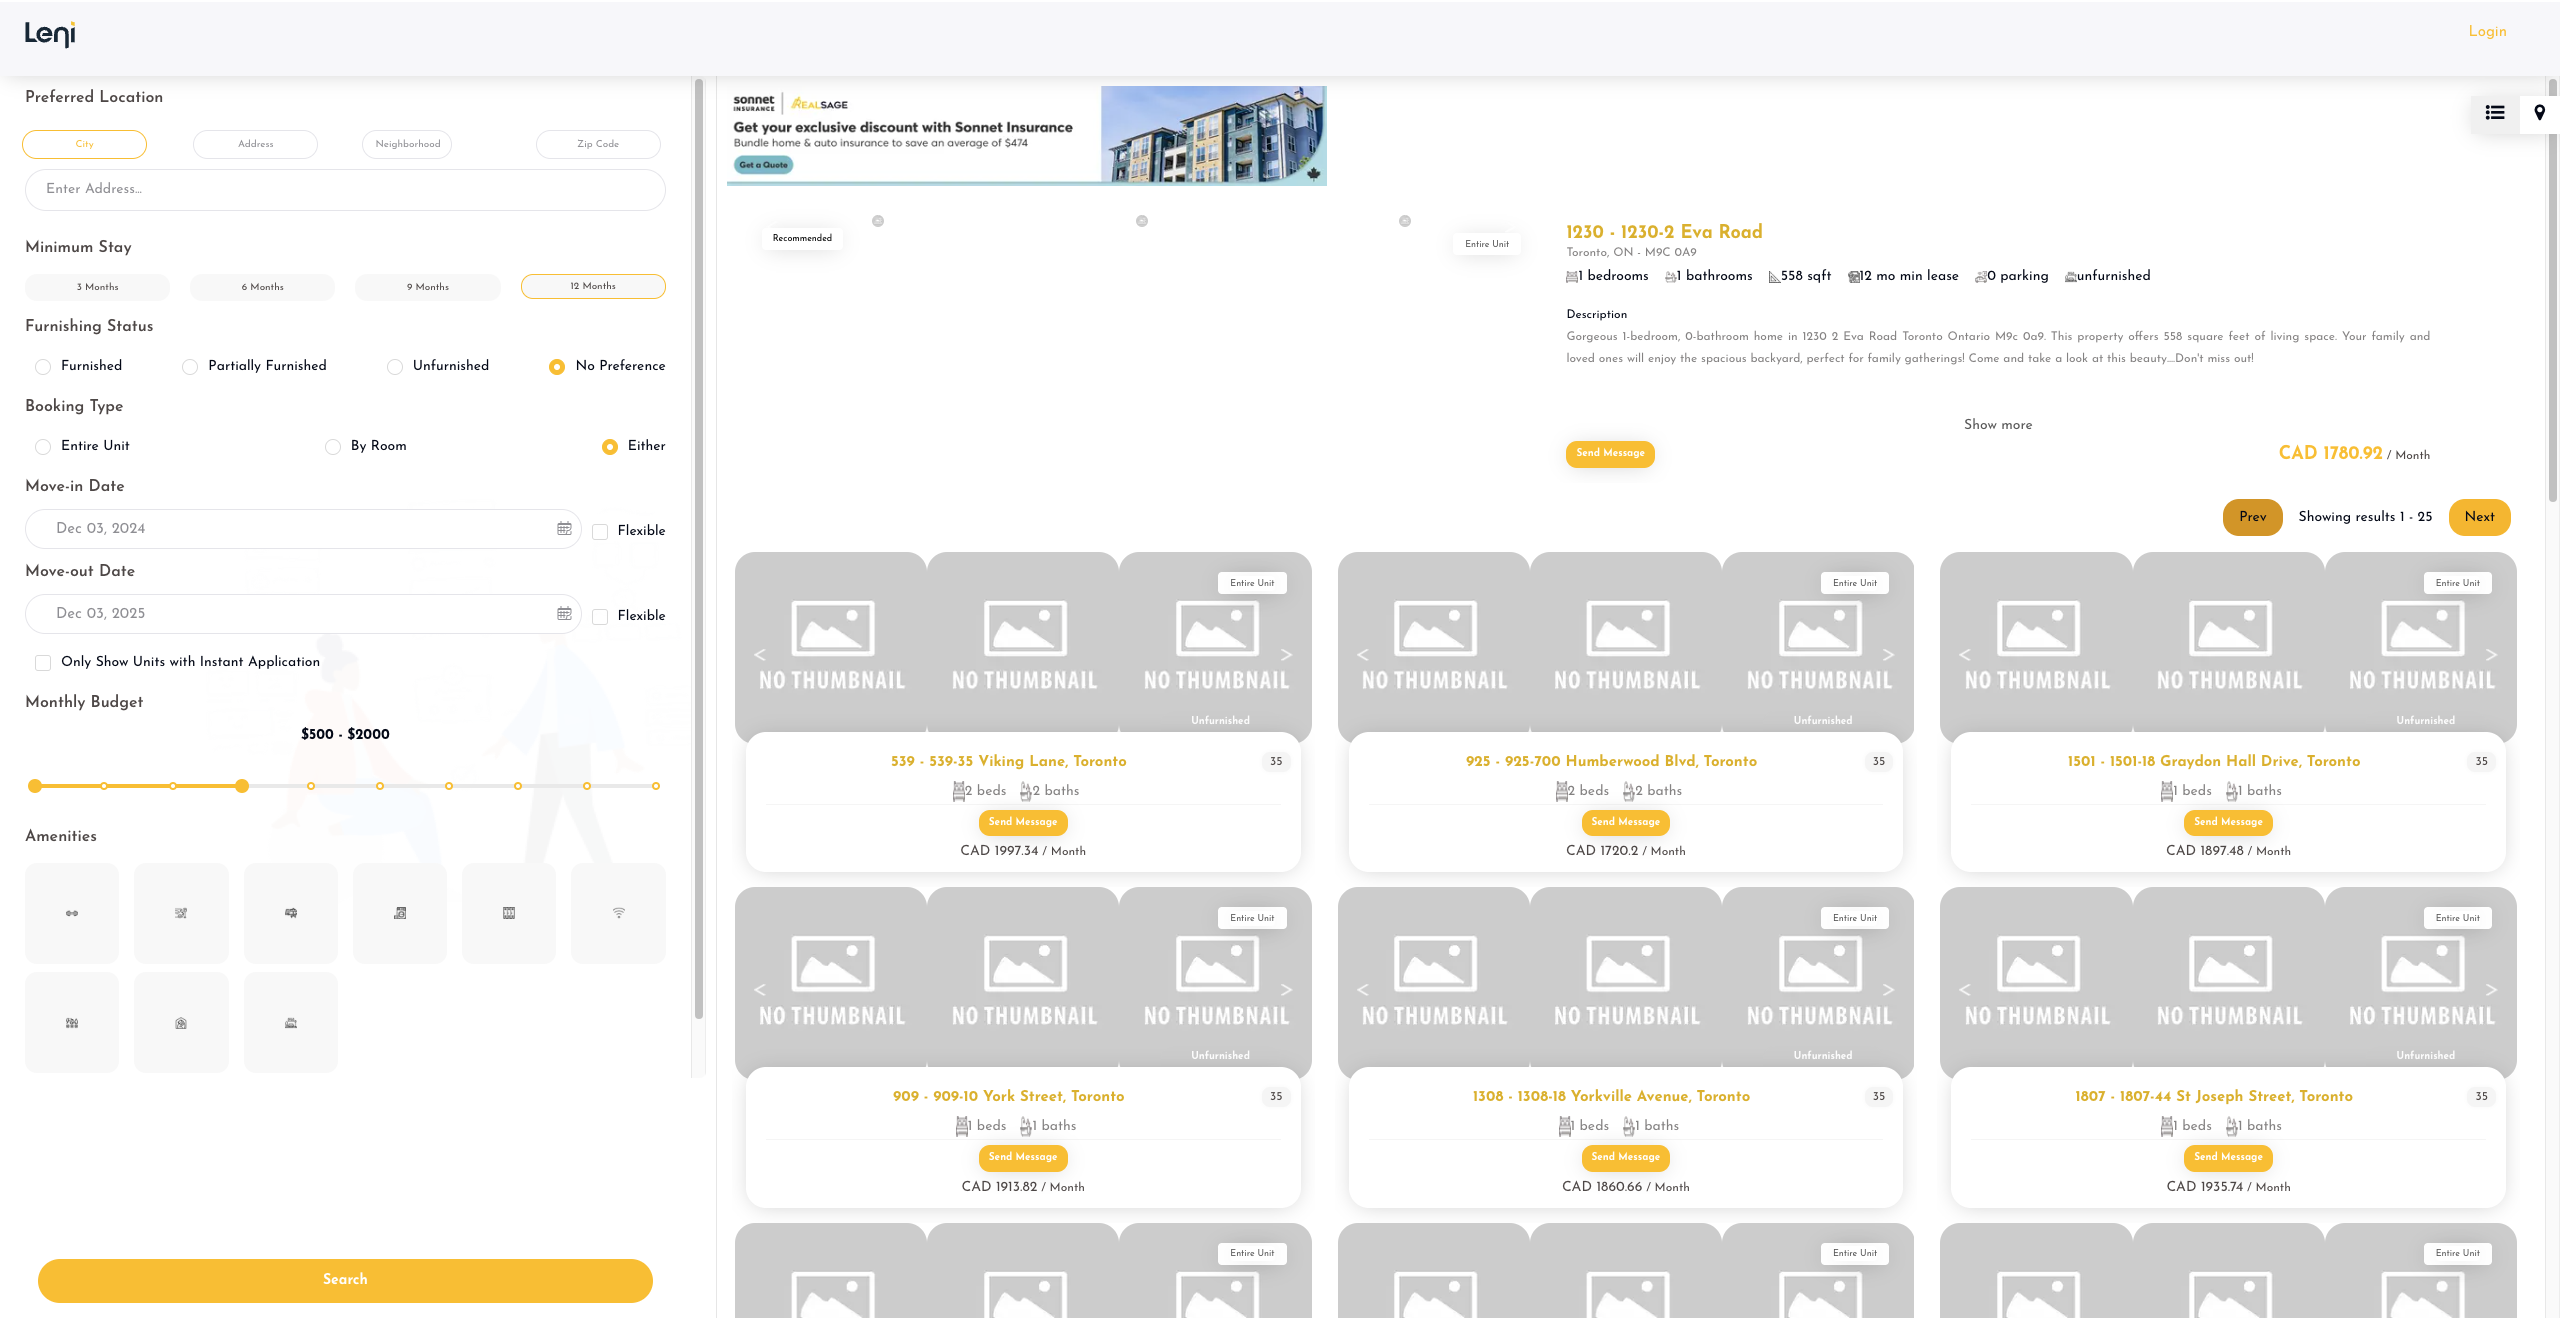 Leni
Login
Preferred Location
City
Address
Neighborhood
Zip Code
Enter Address...
Minimum Stay
3 Months
6 Months
9 Months
12 Months
Furnishing Status
Furnished
Partially Furnished
Unfurnished
No Preference
Booking Type
Entire Unit
By Room
Either
Move-in Date
Dec 03, 2024
Flexible
Move-out Date
Dec 03, 2025
Flexible
Only Show Units with Instant Application
Monthly Budget
$500 - $2000
Amenities
Search
sonnet
INSURANCE
REALSAGE
Get your exclusive discount with Sonnet Insurance
Bundle home & auto insurance to save an average of $474
Get a Quote
Recommended
Entire Unit
1230 - 1230-2 Eva Road
Toronto, ON - M9C 0A9
1 bedrooms 1 bathrooms 558 sqft 12 mo min lease 0 parking unfurnished
Description
Gorgeous 1-bedroom, 0-bathroom home in 1230 2 Eva Road Toronto Ontario M9c 0a9. This property offers 558 square feet of living space. Your family and
loved ones will enjoy the spacious backyard, perfect for family gatherings! Come and take a look at this beauty...Don't miss out!
Show more
Send Message
CAD 1780.92 / Month
Prev
Showing results 1 - 25
Next
Entire Unit
< NO THUMBNAIL NO THUMBNAIL NO THUMBNAIL >
Unfurnished
539 - 539-35 Viking Lane, Toronto
35
2 beds 2 baths
Send Message
CAD 1997.34 / Month
Entire Unit
< NO THUMBNAIL NO THUMBNAIL NO THUMBNAIL >
Unfurnished
925 - 925-700 Humberwood Blvd, Toronto
35
2 beds 2 baths
Send Message
CAD 1720.2 / Month
Entire Unit
< NO THUMBNAIL NO THUMBNAIL NO THUMBNAIL >
Unfurnished
1501 - 1501-18 Graydon Hall Drive, Toronto
35
1 beds 1 baths
Send Message
CAD 1897.48 / Month
Entire Unit
< NO THUMBNAIL NO THUMBNAIL NO THUMBNAIL >
Unfurnished
909 - 909-10 York Street, Toronto
35
1 beds 1 baths
Send Message
CAD 1913.82 / Month
Entire Unit
< NO THUMBNAIL NO THUMBNAIL NO THUMBNAIL >
Unfurnished
1308 - 1308-18 Yorkville Avenue, Toronto
35
1 beds 1 baths
Send Message
CAD 1860.66 / Month
Entire Unit
< NO THUMBNAIL NO THUMBNAIL NO THUMBNAIL >
Unfurnished
1807 - 1807-44 St Joseph Street, Toronto
35
1 beds 1 baths
Send Message
CAD 1935.74 / Month
Entire Unit
Entire Unit
Entire Unit